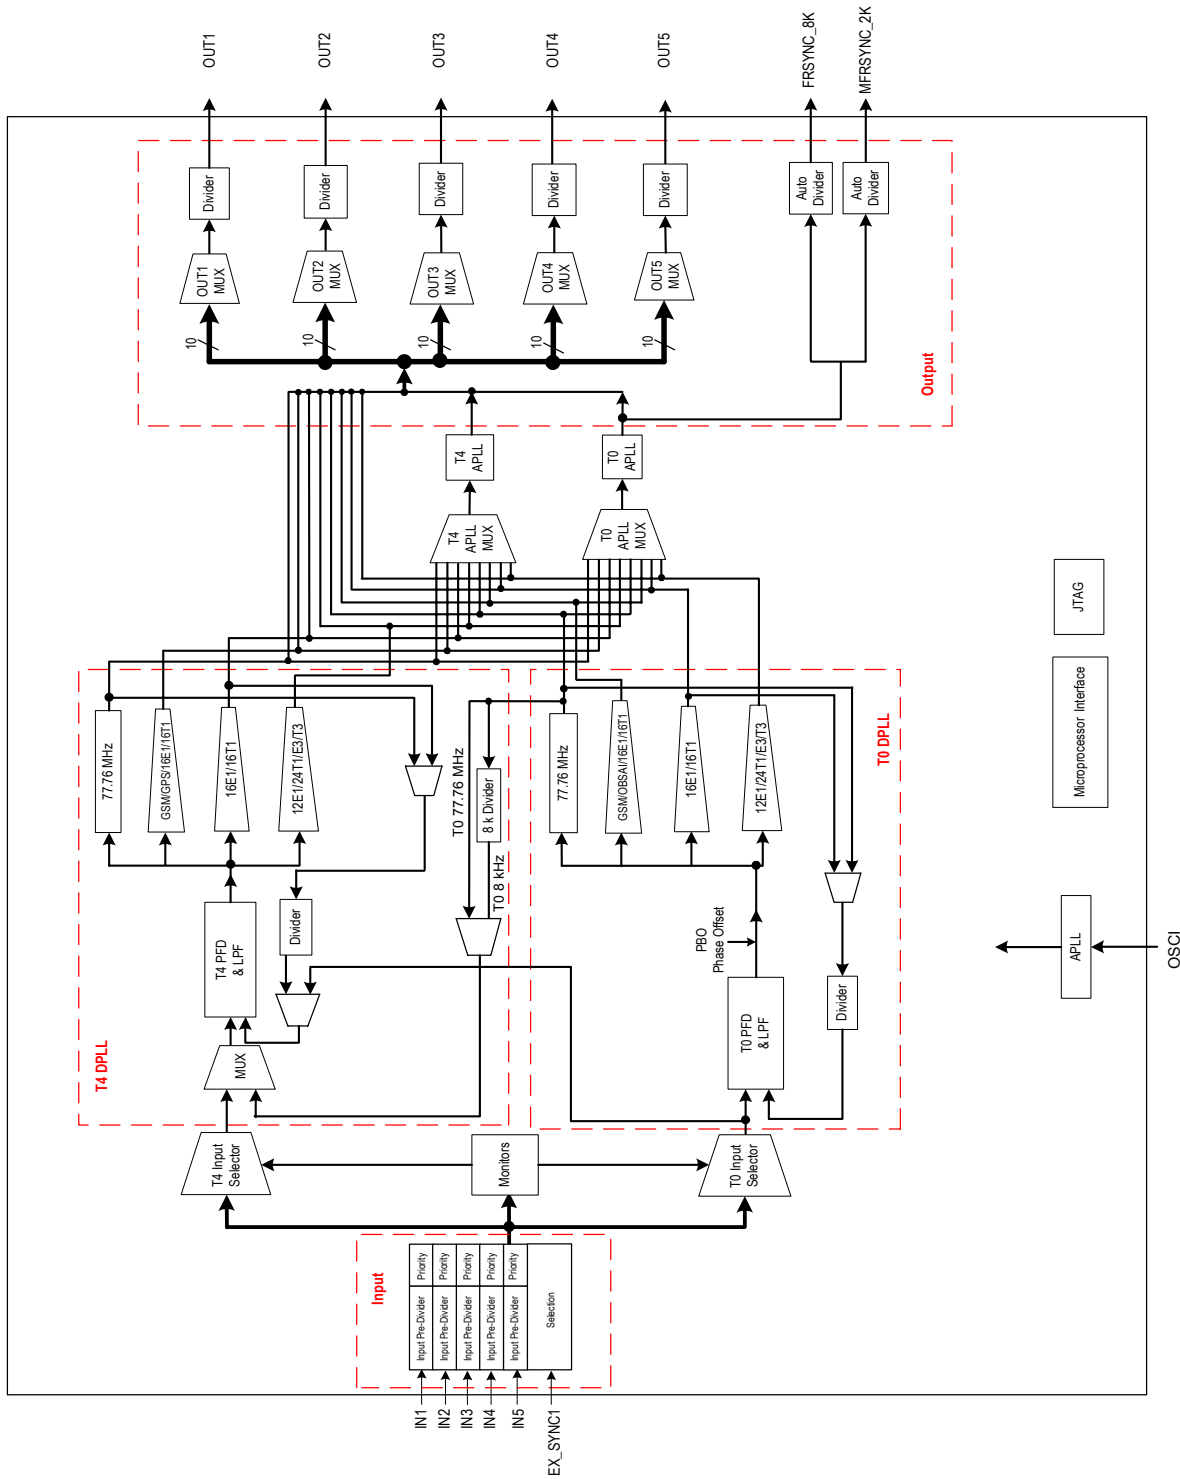 IN1
IN2
IN3
IN4
IN5
EX_SYNC1
Input
Input Pre-Divider
Priority
Input Pre-Divider
Priority
Input Pre-Divider
Priority
Input Pre-Divider
Priority
Input Pre-Divider
Priority
Selection
T4 Input
Selector
Monitors
T0 Input
Selector
T4 DPLL
MUX
T4 PFD
& LPF
Divider
77.76 MHz
GSM/GPS/16E1/16T1
16E1/16T1
12E1/24T1/E3/T3
T0 77.76 MHz
8 k Divider
T0 8 kHz
T0 DPLL
T0 PFD
& LPF
PBO
Phase Offset
77.76 MHz
GSM/OBSAI/16E1/16T1
16E1/16T1
12E1/24T1/E3/T3
Divider
T4
APLL
MUX
T0
APLL
MUX
T4
APLL
T0
APLL
Output
10
10
10
10
10
OUT1
MUX
OUT2
MUX
OUT3
MUX
OUT4
MUX
OUT5
MUX
Divider
Divider
Divider
Divider
Divider
Auto
Divider
Auto
Divider
OUT1
OUT2
OUT3
OUT4
OUT5
FRSYNC_8K
MFRSYNC_2K
OSCI
APLL
Microprocessor Interface
JTAG